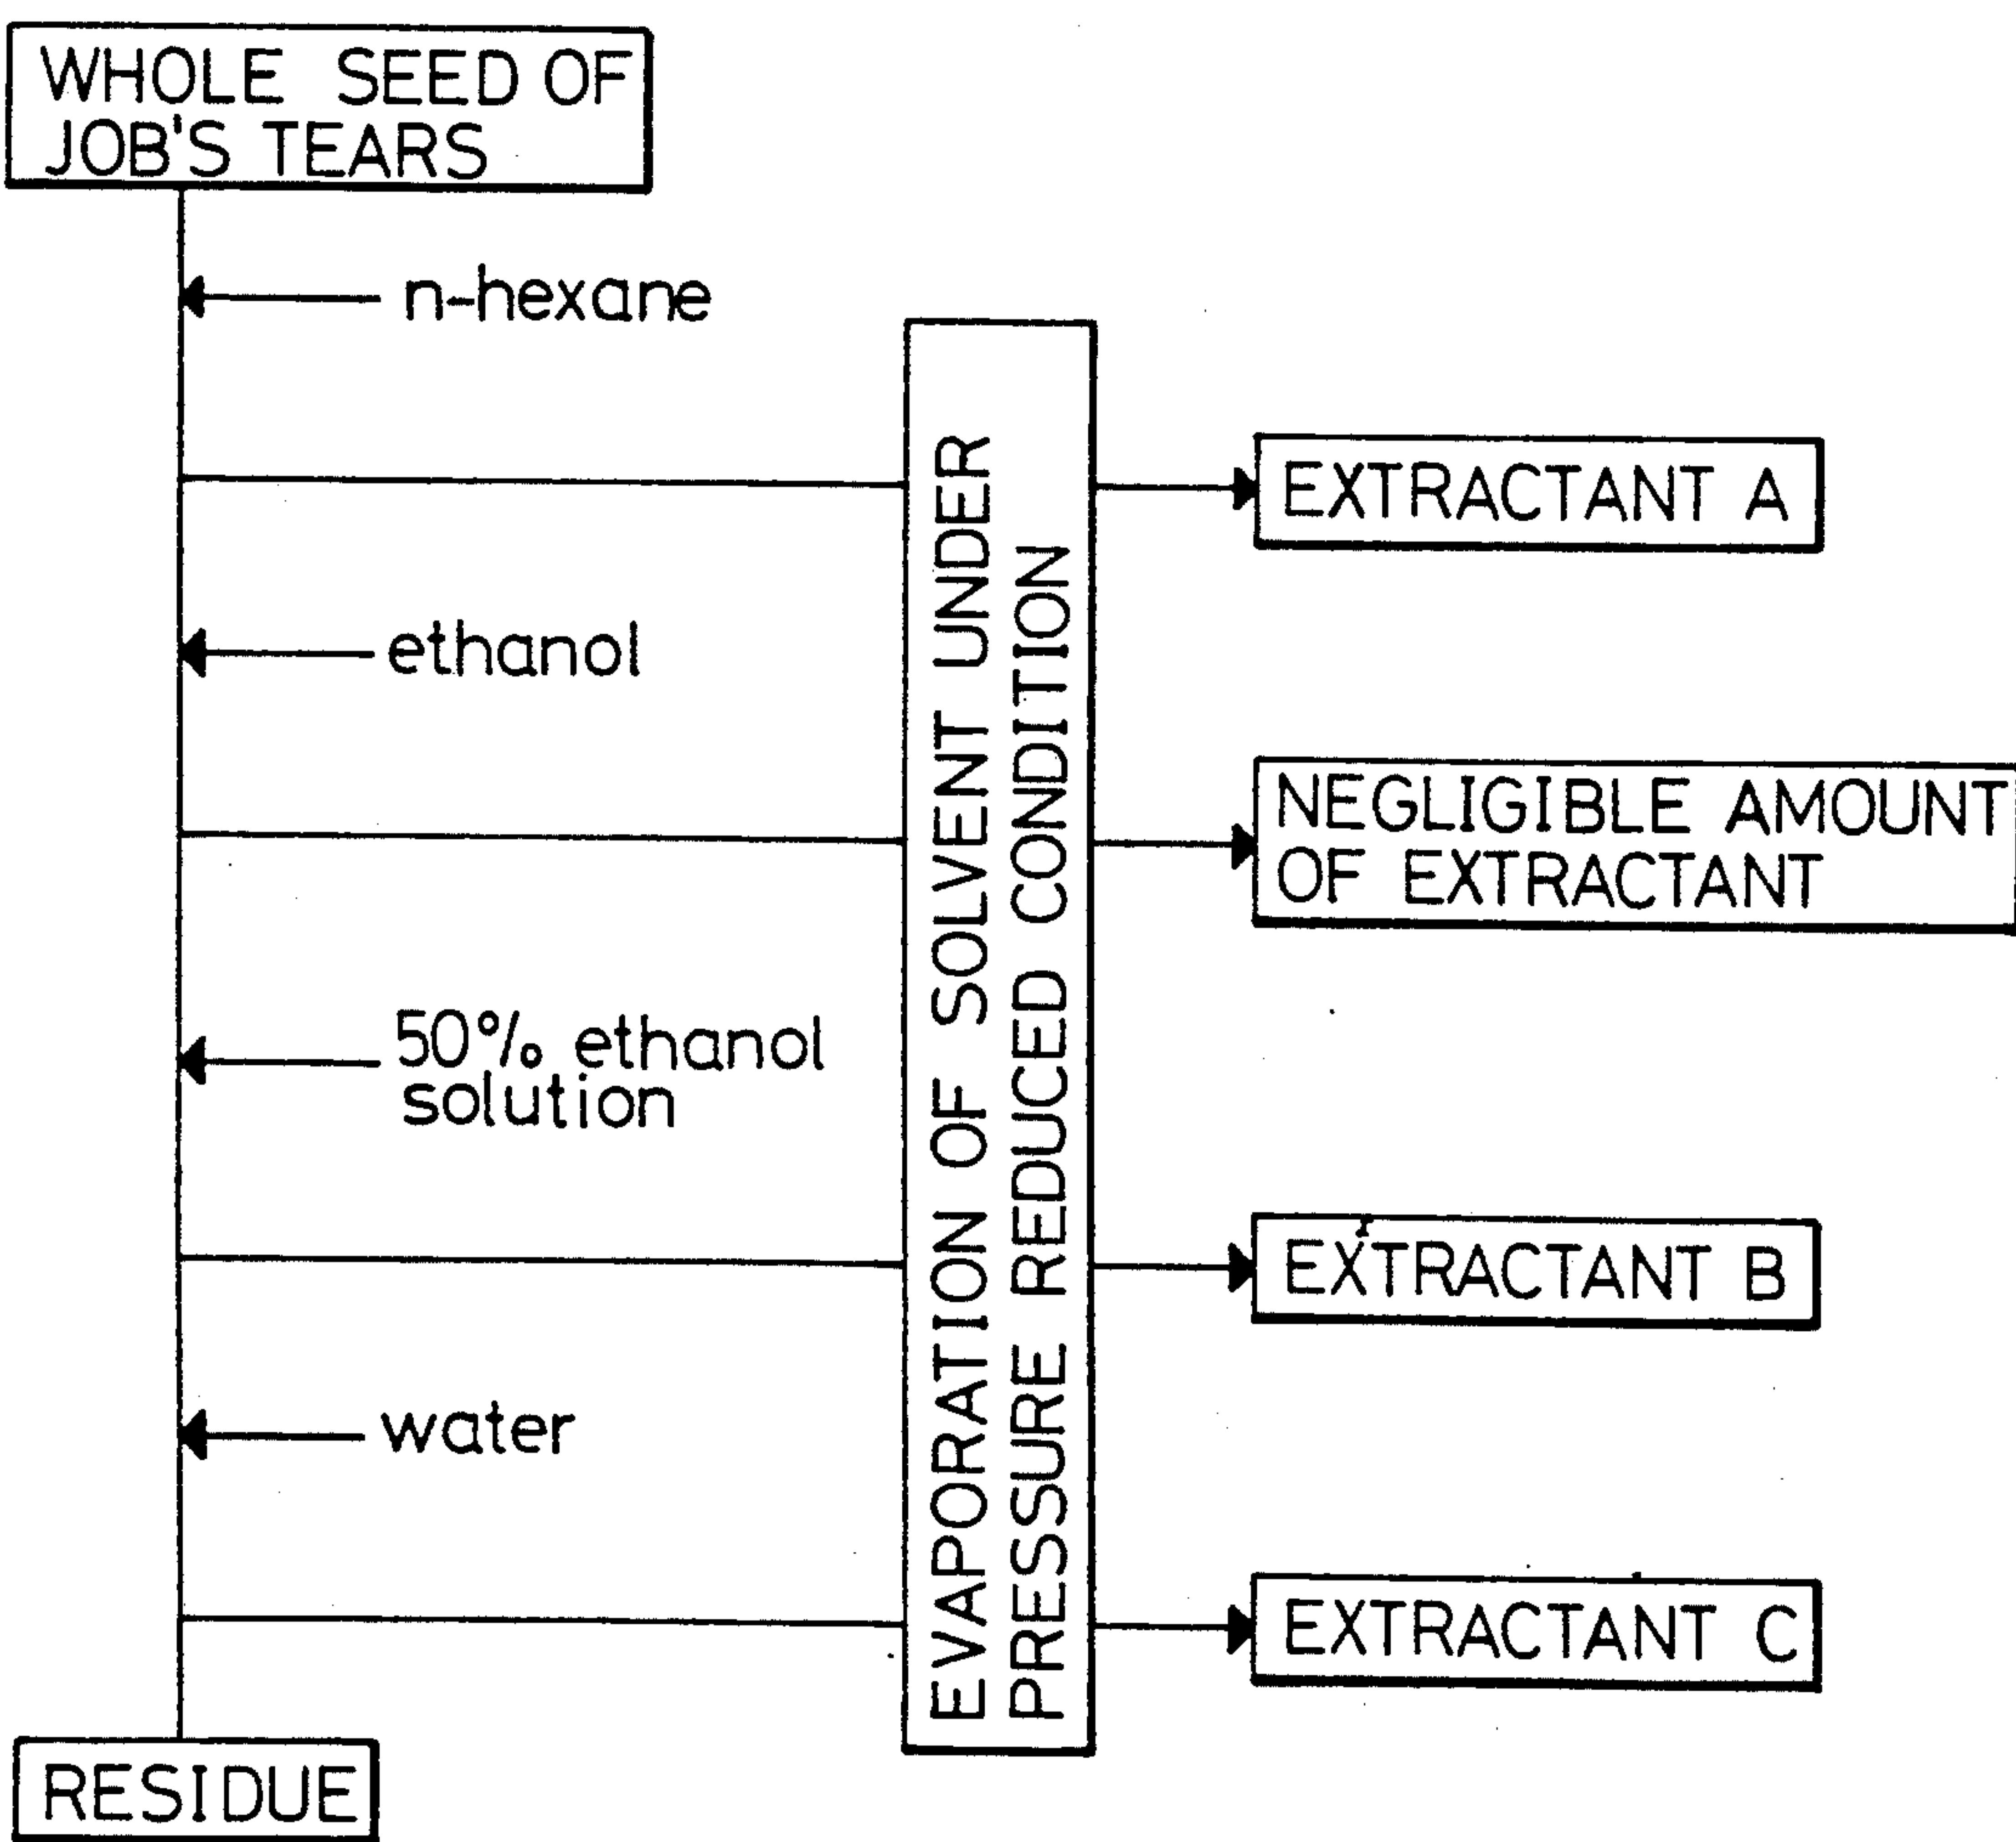 WHOLE SEED OF
JOB'S TEARS
n-hexane
EXTRACTANT A
ethanol
NEGLIGIBLE AMOUNT
OF EXTRACTANT
50% ethanol
solution
EXTRACTANT B
water
EXTRACTANT C
EVAPORATION OF SOLVENT UNDER
PRESSURE REDUCED CONDITION
RESIDUE